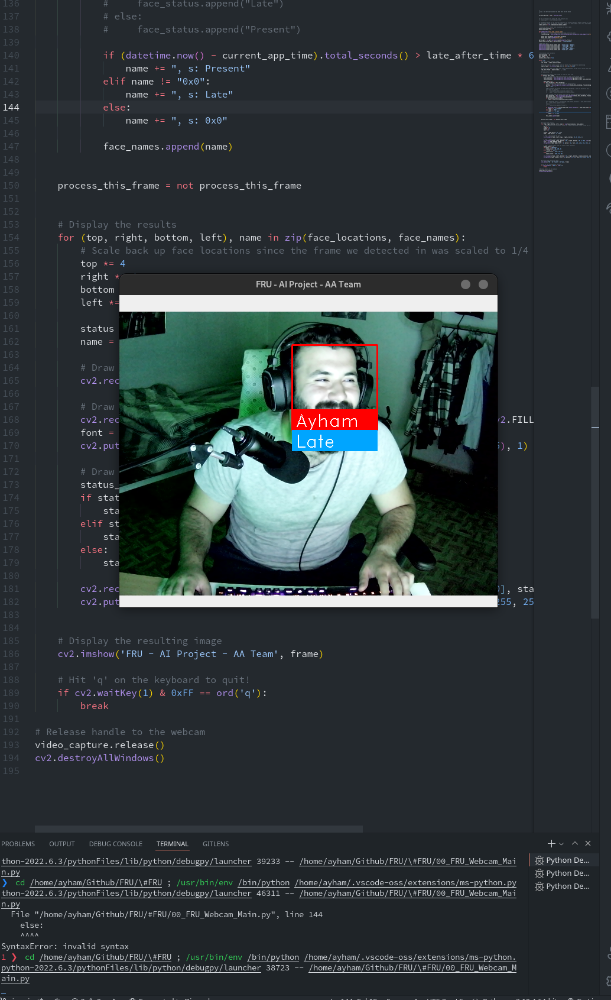 136 #     face_status.append("Late")
137 # else:
138 #     face_status.append("Present")
139
140 if (datetime.now() - current_app_time).total_seconds() > late_after_time * 6
141 name += ", s: Present"
142 elif name != "0x0":
143 name += ", s: Late"
144 else:
145 name += ", s: 0x0"
146
147 face_names.append(name)
148
149
150 process_this_frame = not process_this_frame
151
152
153 # Display the results
154 for (top, right, bottom, left), name in zip(face_locations, face_names):
155 # Scale back up face locations since the frame we detected in was scaled to 1/4
156 top *= 4
157 right *
158 bottom
159 left *=
160
161 status
162 name =
163
164 # Draw
165 cv2.rec
166
167 # Draw
168 cv2.rec v2.FILL
169 font =
170 cv2.put 5), 1)
171
172 # Draw
173 status_
174 if stat
175 sta
176 elif st
177 sta
178 else:
179 sta
180
181 cv2.rec 0], sta
182 cv2.put 255, 25
183
184
185 # Display the resulting image
186 cv2.imshow('FRU - AI Project - AA Team', frame)
187
188 # Hit 'q' on the keyboard to quit!
189 if cv2.waitKey(1) & 0xFF == ord('q'):
190 break
191
192 # Release handle to the webcam
193 video_capture.release()
194 cv2.destroyAllWindows()
195
FRU - AI Project - AA Team
Ayham
Late
PROBLEMS OUTPUT DEBUG CONSOLE TERMINAL GITLENS
thon-2022.6.3/pythonFiles/lib/python/debugpy/launcher 39233 -- /home/ayham/Github/FRU/\#FRU/00_FRU_Webcam_Mai
n.py
❯ cd /home/ayham/Github/FRU/\#FRU ; /usr/bin/env /bin/python /home/ayham/.vscode-oss/extensions/ms-python.py
thon-2022.6.3/pythonFiles/lib/python/debugpy/launcher 46311 -- /home/ayham/Github/FRU/\#FRU/00_FRU_Webcam_Mai
n.py
File "/home/ayham/Github/FRU/#FRU/00_FRU_Webcam_Main.py", line 144
else:
^^^^
SyntaxError: invalid syntax
1 ❯ cd /home/ayham/Github/FRU/\#FRU ; /usr/bin/env /bin/python /home/ayham/.vscode-oss/extensions/ms-python.
python-2022.6.3/pythonFiles/lib/python/debugpy/launcher 38723 -- /home/ayham/Github/FRU/\#FRU/00_FRU_Webcam_M
ain.py
Python De...
Python De...
Python De...